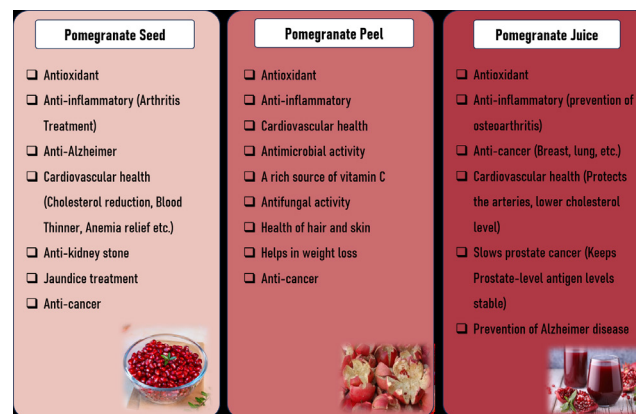 Pomegranate Seed
❑ Antioxidant
❑ Anti-inflammatory (Arthritis
Treatment)
❑ Anti-Alzheimer
❑ Cardiovascular health
(Cholesterol reduction, Blood
Thinner, Anemia relief etc.)
❑ Anti-kidney stone
❑ Jaundice treatment
❑ Anti-cancer
Pomegranate Peel
❑ Antioxidant
❑ Anti-inflammatory
❑ Cardiovascular health
❑ Antimicrobial activity
❑ A rich source of vitamin C
❑ Antifungal activity
❑ Health of hair and skin
❑ Helps in weight loss
❑ Anti-cancer
Pomegranate Juice
❑ Antioxidant
❑ Anti-inflammatory (prevention of
osteoarthritis)
❑ Anti-cancer (Breast, lung, etc.)
❑ Cardiovascular health (Protects
the arteries, lower cholesterol
level)
❑ Slows prostate cancer (Keeps
Prostate-level antigen levels
stable)
❑ Prevention of Alzheimer disease